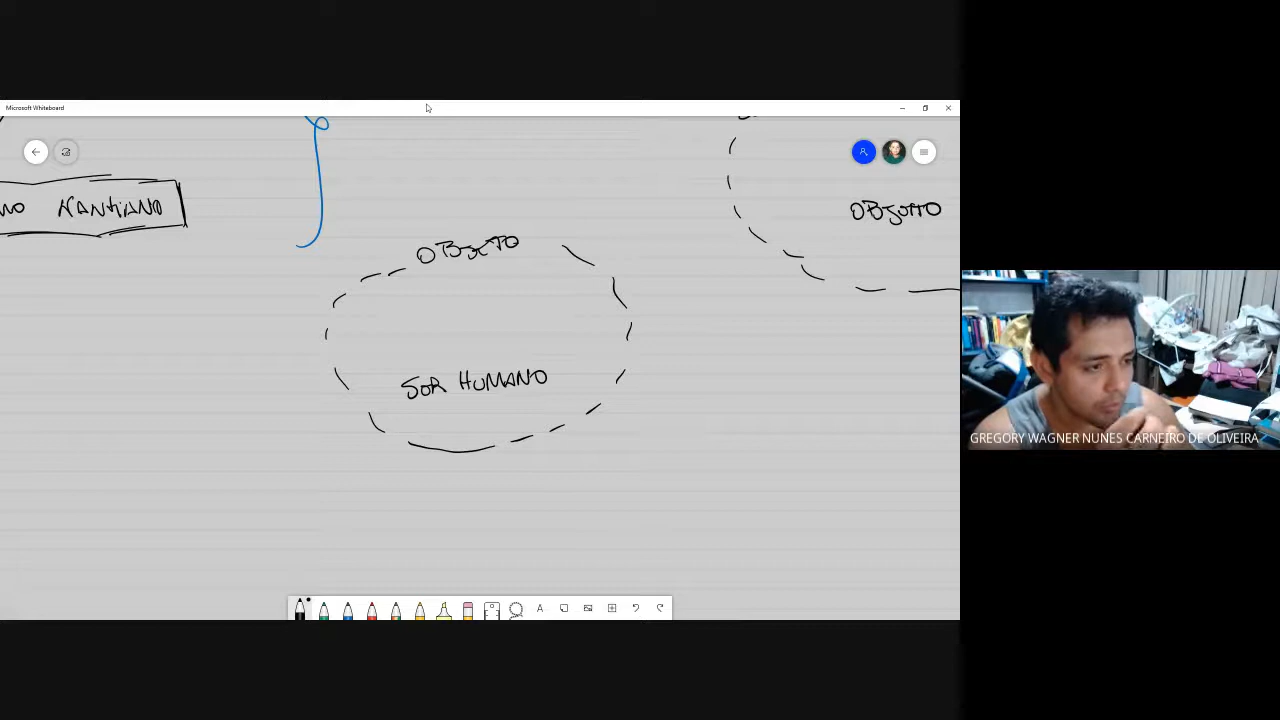 Microsoft Whiteboard
NO KANTIANO
OBJETO
OBJETO
SER HUMANO
GREGORY WAGNER NUNES CARNEIRO DE OLIVEIRA